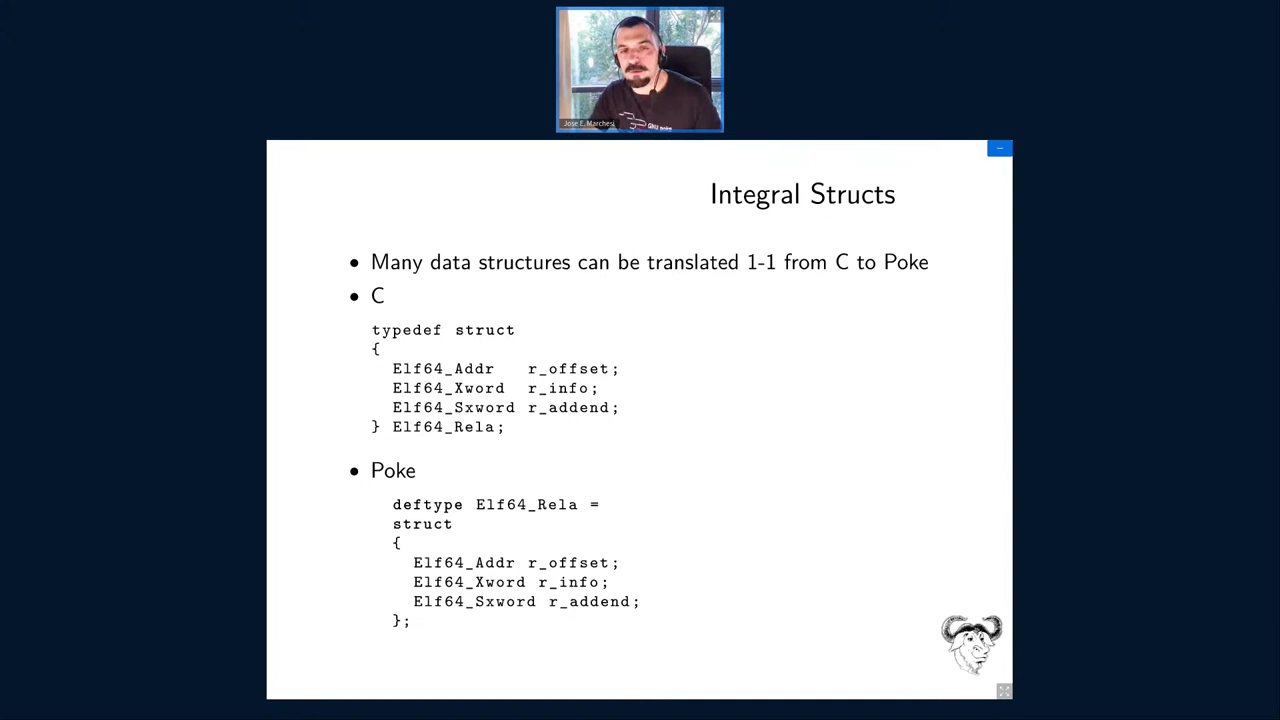 Jose E. Marchesi
Integral Structs
• Many data structures can be translated 1-1 from C to Poke
• C
typedef struct
{
Elf64_Addr r_offset;
Elf64_Xword r_info;
Elf64_Sxword r_addend;
} Elf64_Rela;
• Poke
deftype Elf64_Rela =
struct
{
Elf64_Addr r_offset;
Elf64_Xword r_info;
Elf64_Sxword r_addend;
};